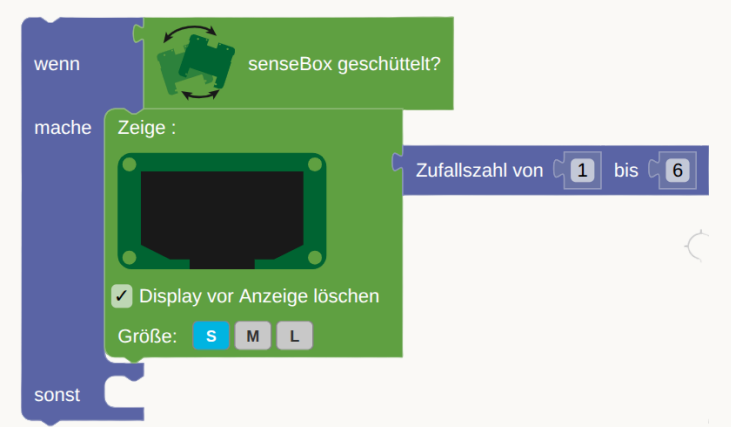 wenn
senseBox geschüttelt?
mache
Zeige :
Zufallszahl von 1 bis 6
✓ Display vor Anzeige löschen
Größe: S M L
sonst